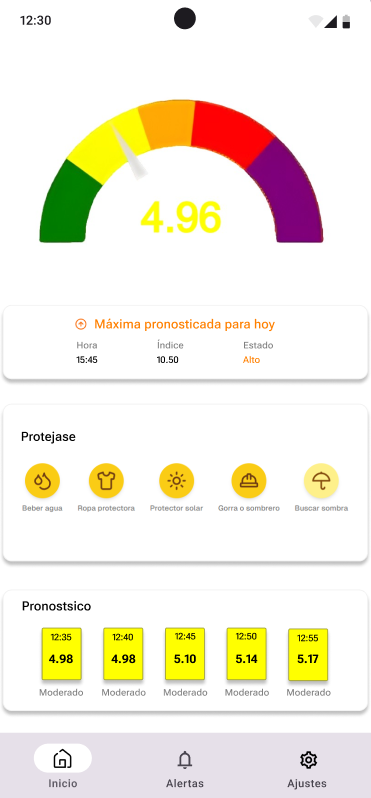 12:30
4.96
Máxima pronosticada para hoy
Hora Índice Estado
15:45 10.50 Alto
Protejase
Beber agua Ropa protectora Protector solar Gorra o sombrero Buscar sombra
Pronostsico
12:35 12:40 12:45 12:50 12:55
4.98 4.98 5.10 5.14 5.17
Moderado Moderado Moderado Moderado Moderado
Inicio Alertas Ajustes